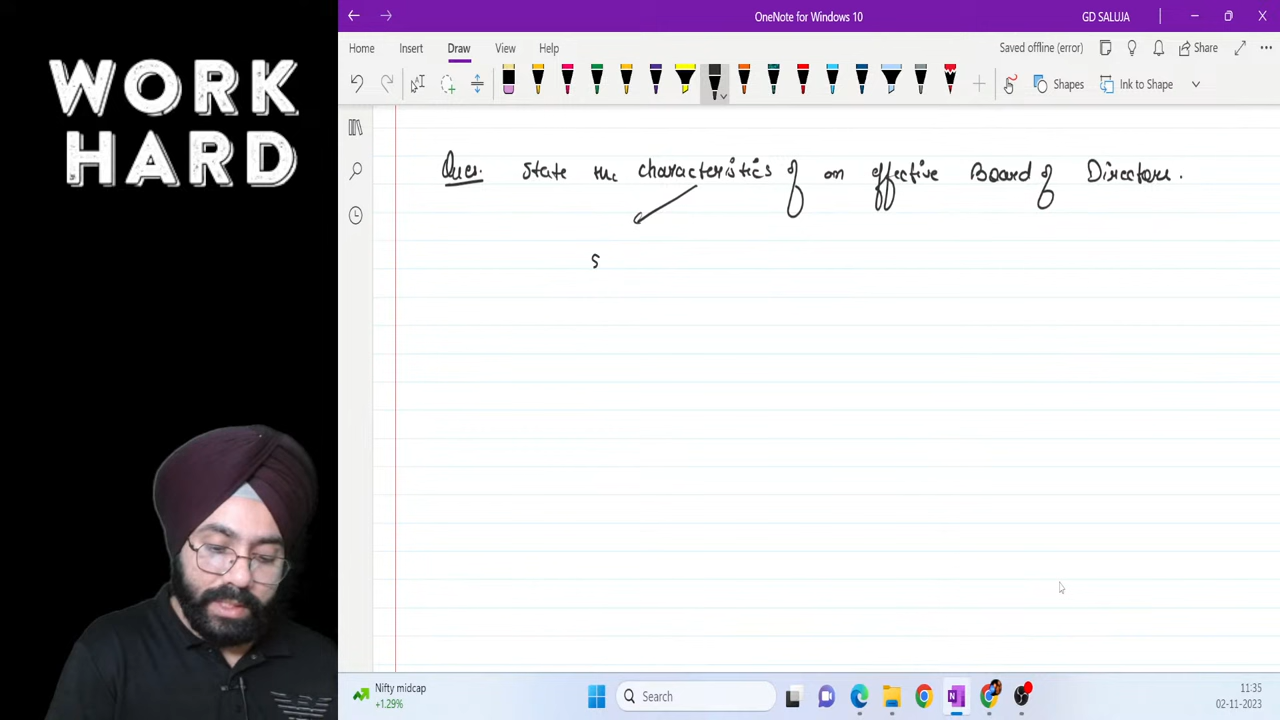 WORK
HARD
OneNote for Windows 10
GD SALUJA
Home Insert Draw View Help
Saved offline (error)
Share
Shapes
Ink to Shape
Ques. State the characteristics of an effective Board of Directors.
s
Nifty midcap
+1.29%
Search
11:35
02-11-2023